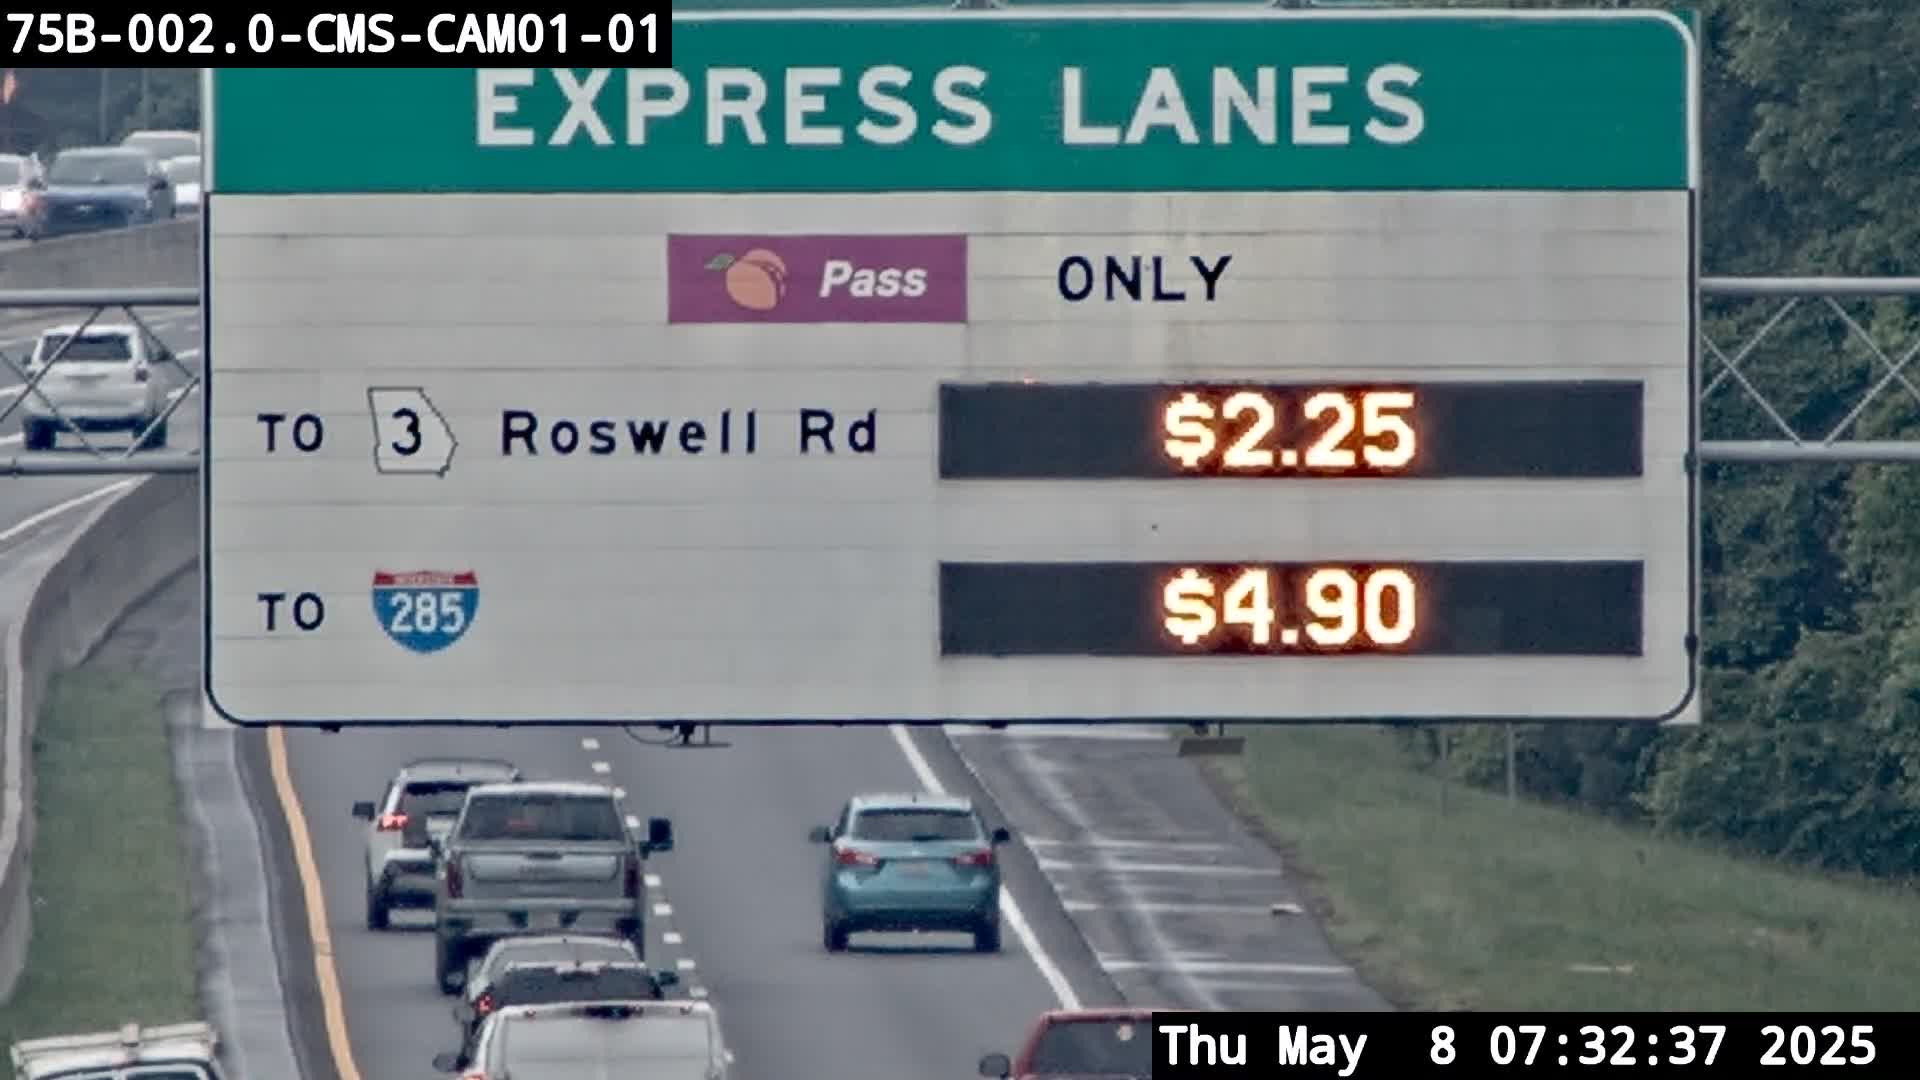 75B-002.0-CMS-CAM01-01
EXPRESS LANES
Pass ONLY
TO 3 Roswell Rd $2.25
TO INTERSTATE 285 $4.90
Thu May 8 07:32:37 2025